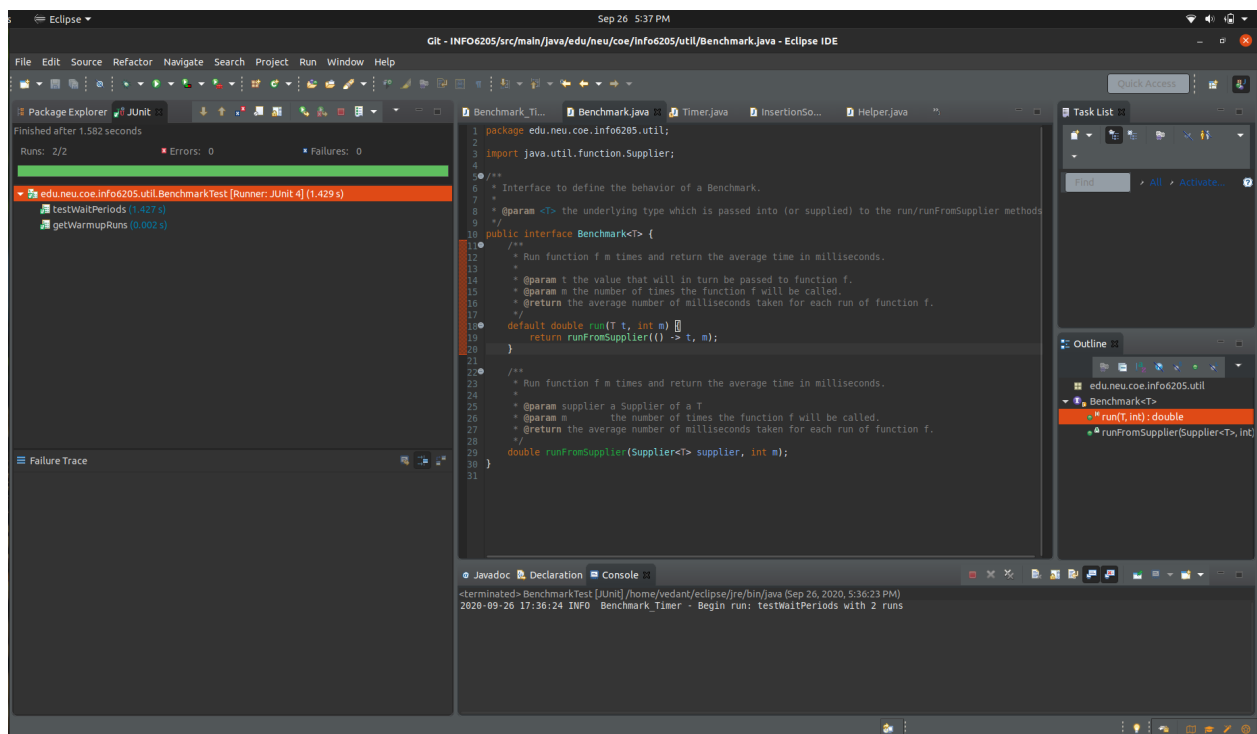 s Eclipse Sep 26 5:37 PM
Git - INFO6205/src/main/java/edu/neu/coe/info6205/util/Benchmark.java - Eclipse IDE
File Edit Source Refactor Navigate Search Project Run Window Help
Quick Access
Package Explorer JUnit
Finished after 1.582 seconds
Runs: 2/2 Errors: 0 Failures: 0
edu.neu.coe.info6205.util.BenchmarkTest [Runner: JUnit 4] (1.429 s)
testWaitPeriods (1.427 s)
getWarmupRuns (0.002 s)
Failure Trace
Benchmark_Ti... Benchmark.java Timer.java InsertionSo... Helper.java
1 package edu.neu.coe.info6205.util;
2
3 import java.util.function.Supplier;
4
5 /**
6 * Interface to define the behavior of a Benchmark.
7 *
8 * @param <T> the underlying type which is passed into (or supplied) to the run/runFromSupplier methods
9 */
10 public interface Benchmark<T> {
11 /**
12 * Run function f m times and return the average time in milliseconds.
13 *
14 * @param t the value that will in turn be passed to function f.
15 * @param m the number of times the function f will be called.
16 * @return the average number of milliseconds taken for each run of function f.
17 */
18 default double run(T t, int m) {
19 return runFromSupplier(() -> t, m);
20 }
21
22 /**
23 * Run function f m times and return the average time in milliseconds.
24 *
25 * @param supplier a Supplier of a T
26 * @param m the number of times the function f will be called.
27 * @return the average number of milliseconds taken for each run of function f.
28 */
29 double runFromSupplier(Supplier<T> supplier, int m);
30 }
31
Task List
Find All Activate...
Outline
edu.neu.coe.info6205.util
Benchmark<T>
run(T, int) : double
runFromSupplier(Supplier<T>, int)
Javadoc Declaration Console
<terminated> BenchmarkTest [JUnit] /home/vedant/eclipse/jre/bin/java (Sep 26, 2020, 5:36:23 PM)
2020-09-26 17:36:24 INFO Benchmark_Timer - Begin run: testWaitPeriods with 2 runs